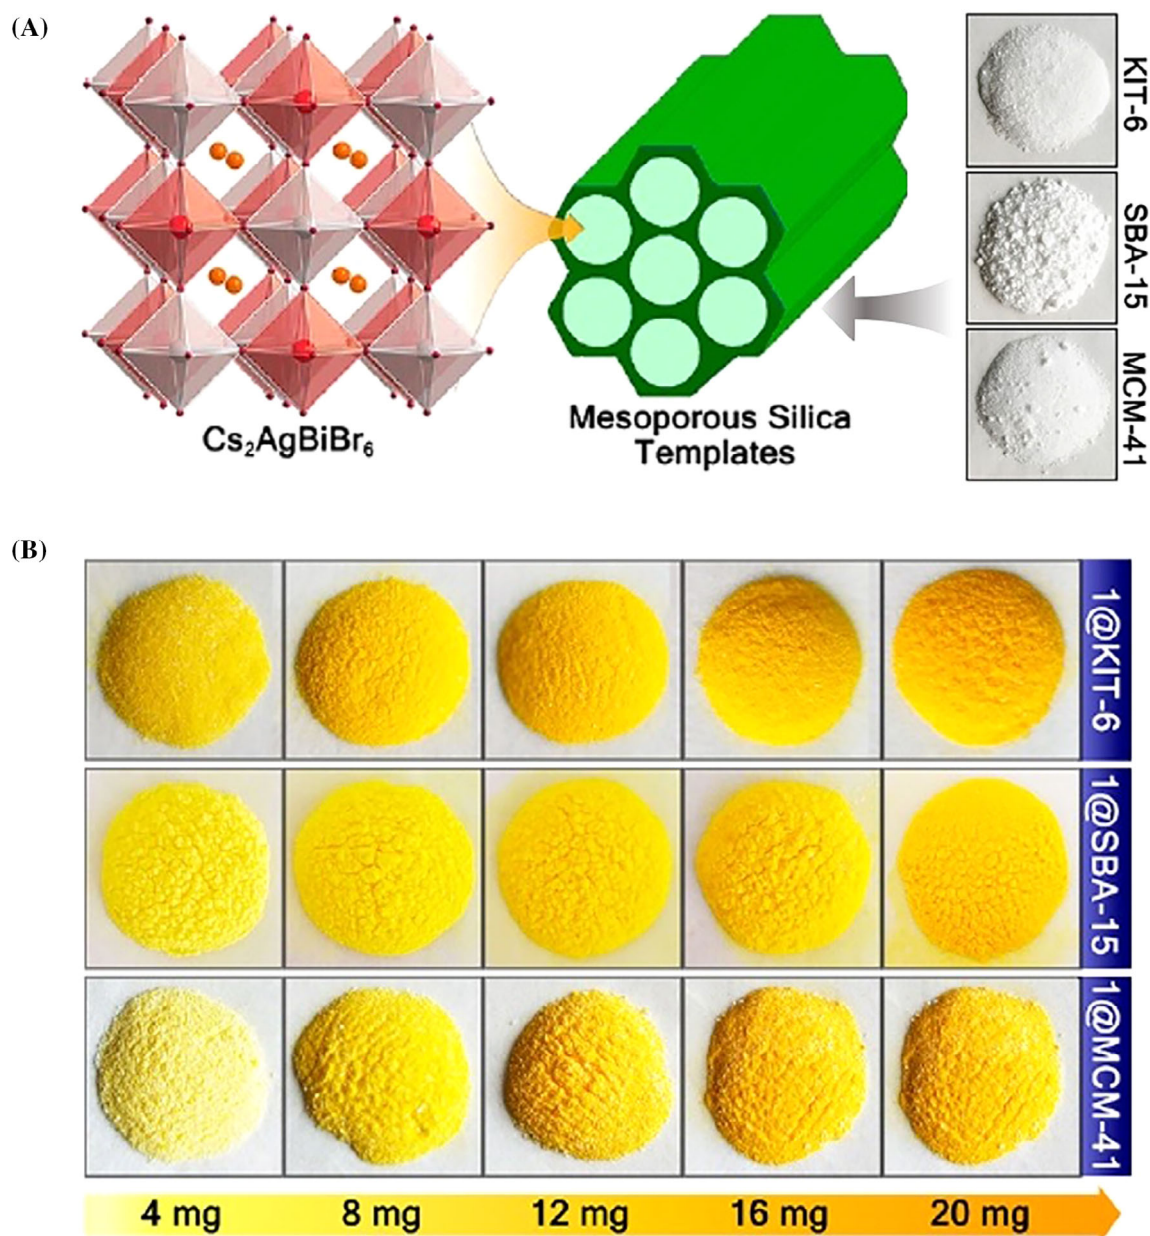 (A)
KIT-6
SBA-15
MCM-41
Cs₂AgBiBr₆
Mesoporous Silica
Templates
(B)
1@KIT-6
1@SBA-15
1@MCM-41
4 mg
8 mg
12 mg
16 mg
20 mg